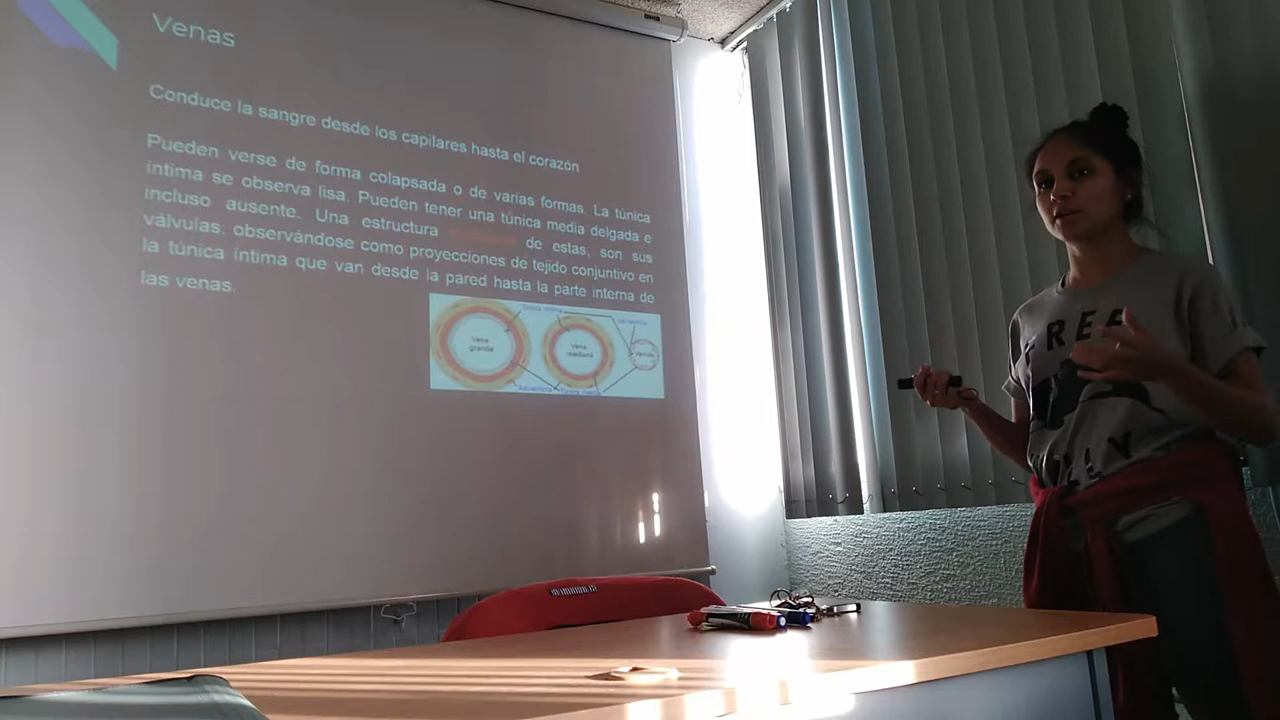 Venas
Conduce la sangre desde los capilares hasta el corazón
Pueden verse de forma colapsada o de varias formas. La túnica
íntima se observa lisa. Pueden tener una túnica media delgada e
incluso ausente. Una estructura de estas, son sus
válvulas, observándose como proyecciones de tejido conjuntivo en
la túnica íntima que van desde la pared hasta la parte interna de
las venas.
Vena
grande
Vena
mediana
Vénula
Adventicia
FREE